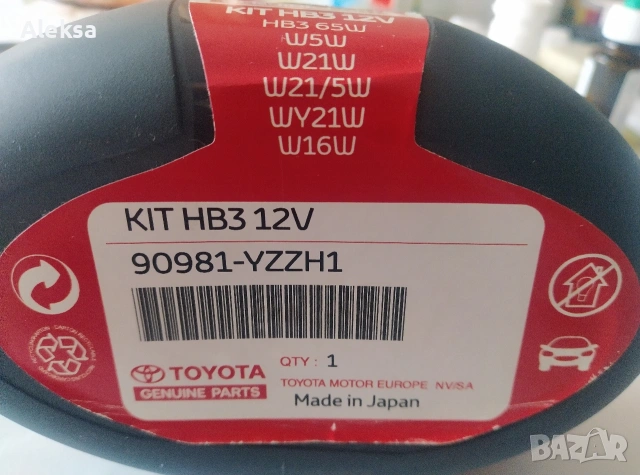 Aleksa
KIT HB3 12V
HB3 65W
W5W
W21W
W21/5W
WY21W
W16W
KIT HB3 12V
90981-YZZH1
TOYOTA
GENUINE PARTS
QTY : 1
TOYOTA MOTOR EUROPE NV/SA
Made in Japan
bazar